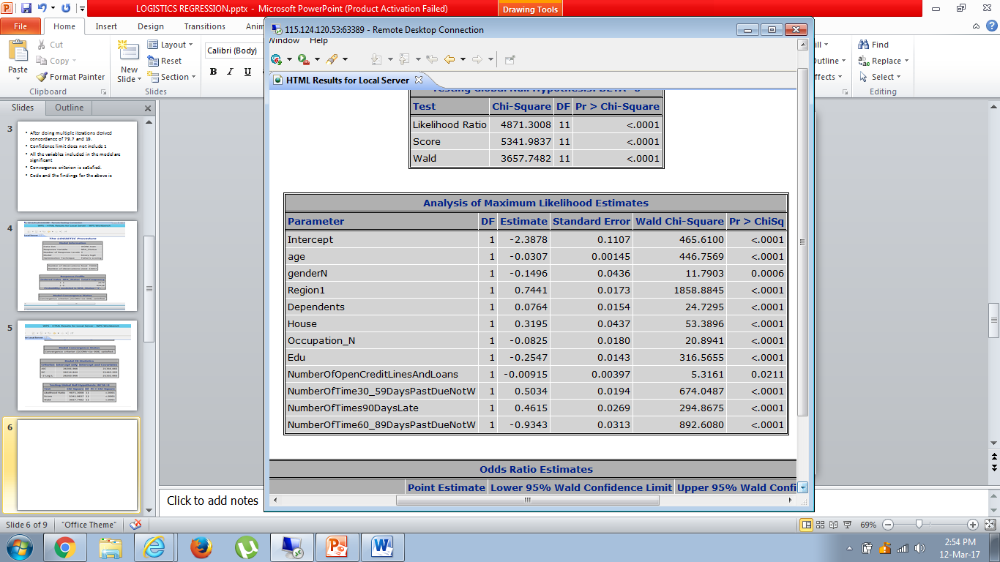 LOGISTICS REGRESSION.pptx - Microsoft PowerPoint (Product Activation Failed)
Drawing Tools
File Home Insert Design Transitions Anim
Paste
Cut
Copy
Format Painter
Clipboard
New Slide
Layout
Reset
Section
Slides
Calibri (Body)
B I U
Find
Replace
Select
Editing
Slides Outline
3
After doing multiple iterations derived
concordance of 79.7 and 19.
Confidence limit does not include 1
All the variables included in the model are
significant
Convergence criterion is satisfied.
Code and the findings for the above is
4
The LOGISTIC Procedure
5
6
115.124.120.53:63389 - Remote Desktop Connection
Window Help
HTML Results for Local Server
Test Chi-Square DF Pr > Chi-Square
Likelihood Ratio 4871.3008 11 <.0001
Score 5341.9837 11 <.0001
Wald 3657.7482 11 <.0001
Analysis of Maximum Likelihood Estimates
Parameter DF Estimate Standard Error Wald Chi-Square Pr > ChiSq
Intercept 1 -2.3878 0.1107 465.6100 <.0001
age 1 -0.0307 0.00145 446.7569 <.0001
genderN 1 -0.1496 0.0436 11.7903 0.0006
Region1 1 0.7441 0.0173 1858.8845 <.0001
Dependents 1 0.0764 0.0154 24.7295 <.0001
House 1 0.3195 0.0437 53.3896 <.0001
Occupation_N 1 -0.0825 0.0180 20.8941 <.0001
Edu 1 -0.2547 0.0143 316.5655 <.0001
NumberOfOpenCreditLinesAndLoans 1 -0.00915 0.00397 5.3161 0.0211
NumberOfTime30_59DaysPastDueNotW 1 0.5034 0.0194 674.0487 <.0001
NumberOfTimes90DaysLate 1 0.4615 0.0269 294.8675 <.0001
NumberOfTime60_89DaysPastDueNotW 1 -0.9343 0.0313 892.6080 <.0001
Odds Ratio Estimates
Point Estimate Lower 95% Wald Confidence Limit Upper 95% Wald Confi
Click to add notes
Slide 6 of 9 "Office Theme" 69%
2:54 PM
12-Mar-17